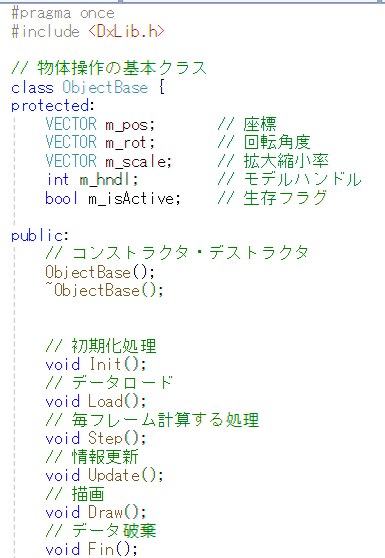 #pragma once
#include <DxLib.h>
// 物体操作の基本クラス
class ObjectBase {
protected:
VECTOR m_pos; // 座標
VECTOR m_rot; // 回転角度
VECTOR m_scale; // 拡大縮小率
int m_hndl; // モデルハンドル
bool m_isActive; // 生存フラグ
public:
// コンストラクタ・デストラクタ
ObjectBase();
~ObjectBase();
// 初期化処理
void Init();
// データロード
void Load();
// 毎フレーム計算する処理
void Step();
// 情報更新
void Update();
// 描画
void Draw();
// データ破棄
void Fin();